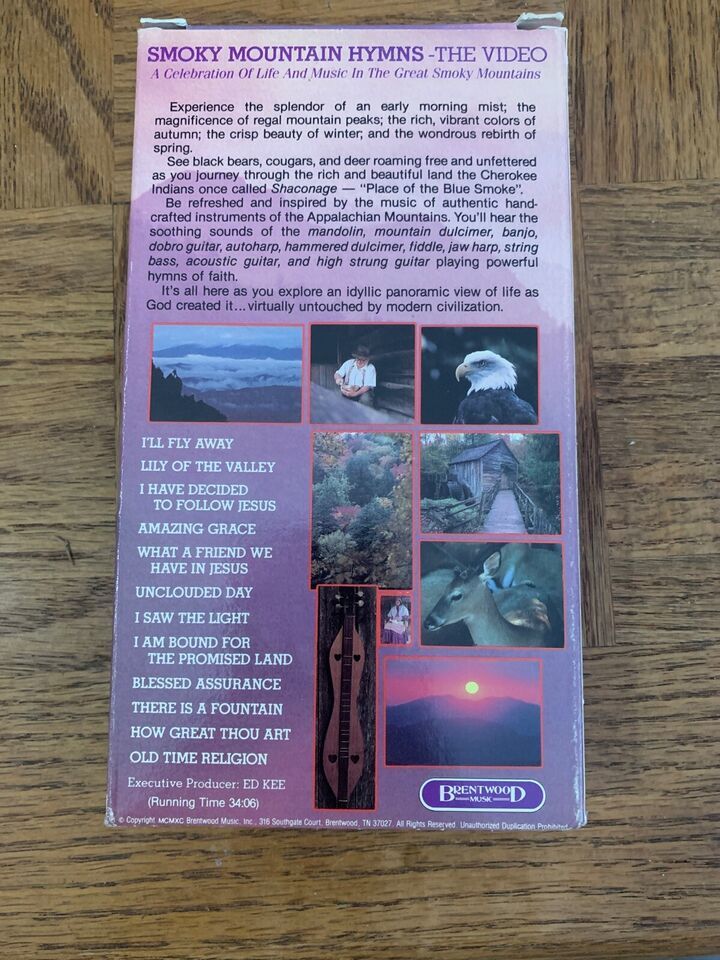 SMOKY MOUNTAIN HYMNS -THE VIDEO
A Celebration Of Life And Music In The Great Smoky Mountains
Experience the splendor of an early morning mist; the
magnificence of regal mountain peaks; the rich, vibrant colors of
autumn; the crisp beauty of winter; and the wondrous rebirth of
spring.
See black bears, cougars, and deer roaming free and unfettered
as you journey through the rich and beautiful land the Cherokee
Indians once called Shaconage — "Place of the Blue Smoke".
Be refreshed and inspired by the music of authentic hand-
crafted instruments of the Appalachian Mountains. You'll hear the
soothing sounds of the mandolin, mountain dulcimer, banjo,
dobro guitar, autoharp, hammered dulcimer, fiddle, jaw harp, string
bass, acoustic guitar, and high strung guitar playing powerful
hymns of faith.
It's all here as you explore an idyllic panoramic view of life as
God created it...virtually untouched by modern civilization.
I'LL FLY AWAY
LILY OF THE VALLEY
I HAVE DECIDED
TO FOLLOW JESUS
AMAZING GRACE
WHAT A FRIEND WE
HAVE IN JESUS
UNCLOUDED DAY
I SAW THE LIGHT
I AM BOUND FOR
THE PROMISED LAND
BLESSED ASSURANCE
THERE IS A FOUNTAIN
HOW GREAT THOU ART
OLD TIME RELIGION
Executive Producer: ED KEE
(Running Time 34:06)
BRENTWOOD
MUSIC
© Copyright MCMXC Brentwood Music, Inc., 316 Southgate Court, Brentwood, TN 37027. All Rights Reserved. Unauthorized Duplication Prohibited.